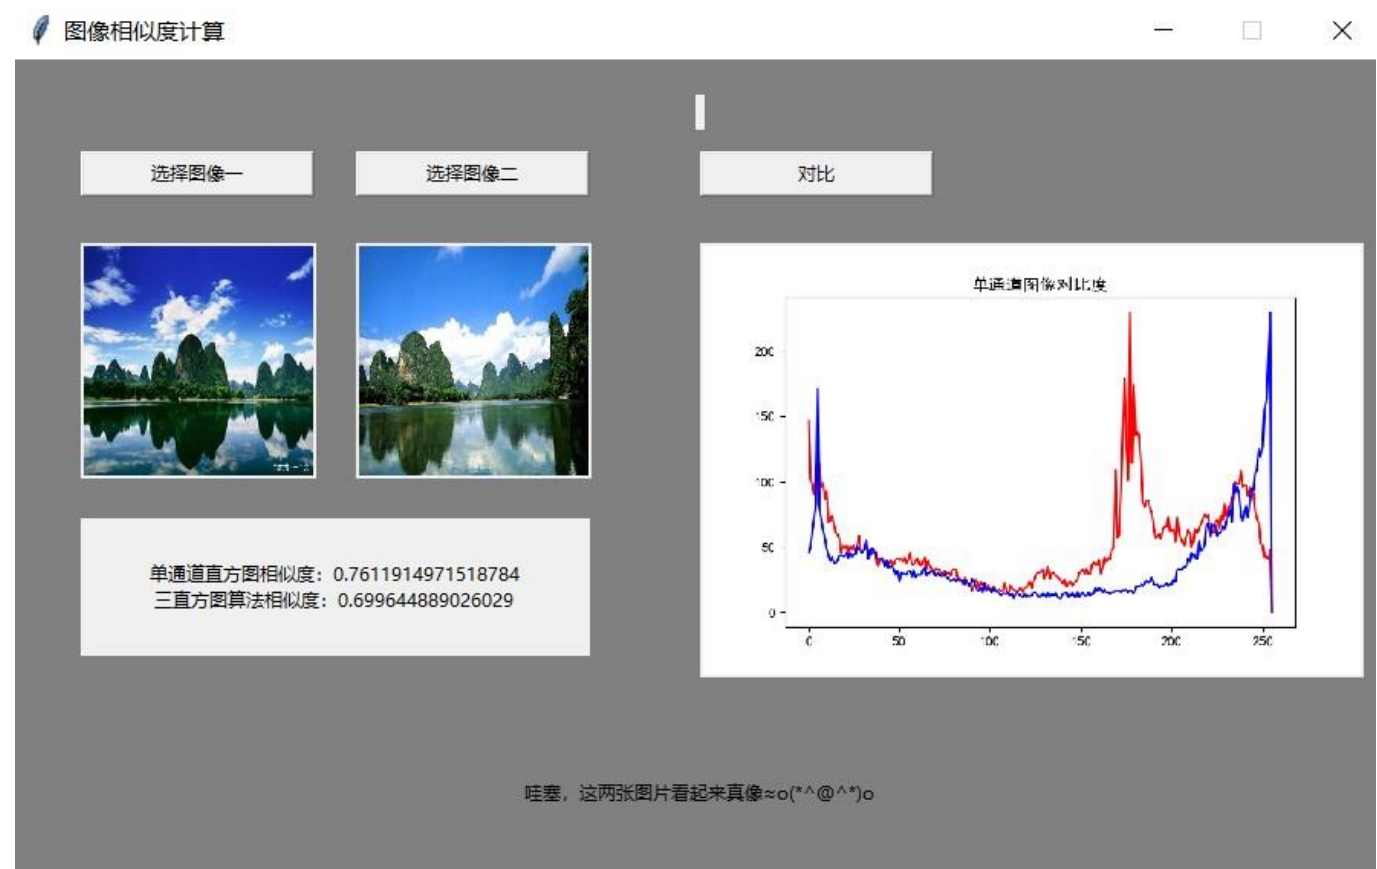 图像相似度计算
选择图像一
选择图像二
对比
单通道图像对比度
200
150
100
50
0
0
50
100
150
200
250
单通道直方图相似度：0.7611914971518784
三直方图算法相似度：0.699644889026029
哇塞，这两张图片看起来真像≈o(*^@^*)o